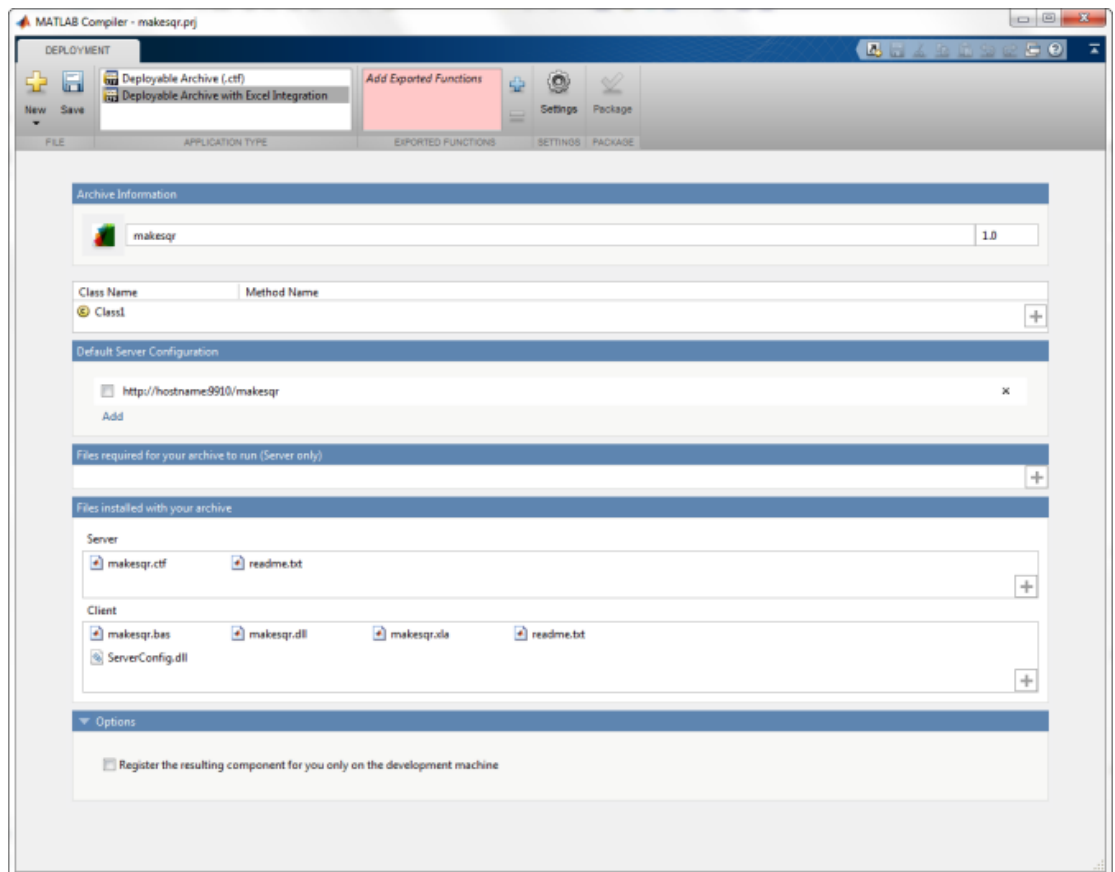 MATLAB Compiler - makesqr.prj
DEPLOYMENT
New
Save
Deployable Archive (.ctf)
Deployable Archive with Excel Integration
Add Exported Functions
Settings
Package
FILE
APPLICATION TYPE
EXPORTED FUNCTIONS
SETTINGS
PACKAGE
Archive Information
makesqr
1.0
Class Name
Method Name
Class1
Default Server Configuration
http://hostname:9910/makesqr
Add
Files required for your archive to run (Server only)
Files installed with your archive
Server
makesqr.ctf
readme.txt
Client
makesqr.bas
makesqr.dll
makesqr.xla
readme.txt
ServerConfig.dll
Options
Register the resulting component for you only on the development machine